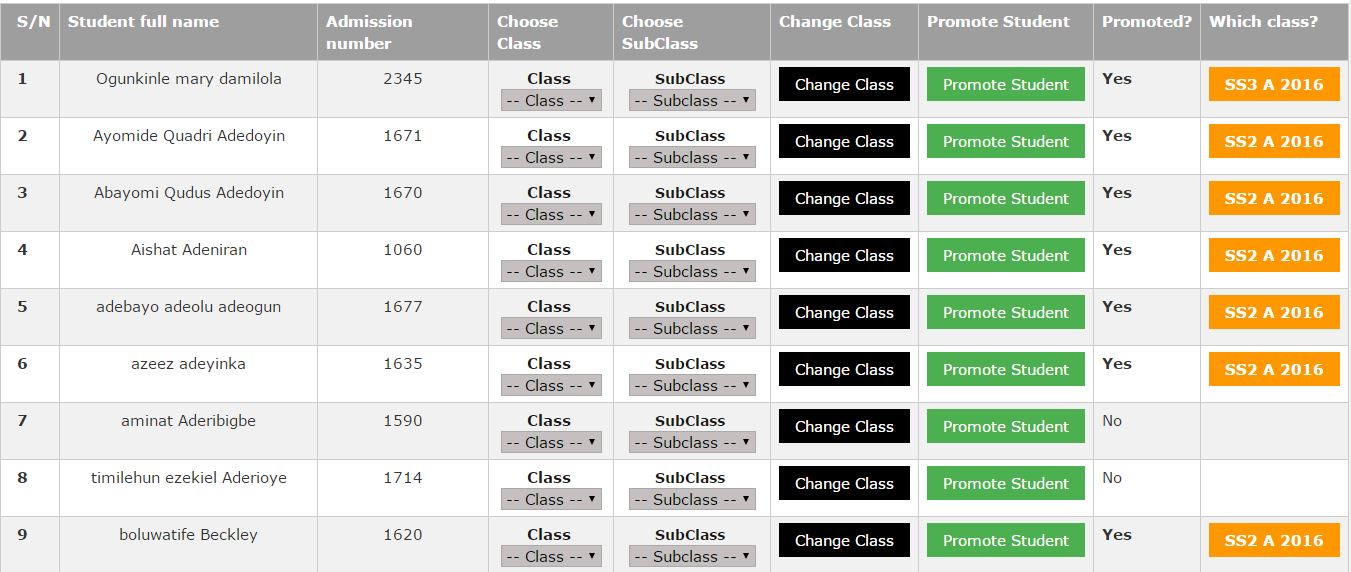 S/N Student full name Admission number Choose Class Choose SubClass Change Class Promote Student Promoted? Which class?
1 Ogunkinle mary damilola 2345 Class SubClass Change Class Promote Student Yes SS3 A 2016
-- Class -- -- Subclass --
2 Ayomide Quadri Adedoyin 1671 Class SubClass Change Class Promote Student Yes SS2 A 2016
-- Class -- -- Subclass --
3 Abayomi Qudus Adedoyin 1670 Class SubClass Change Class Promote Student Yes SS2 A 2016
-- Class -- -- Subclass --
4 Aishat Adeniran 1060 Class SubClass Change Class Promote Student Yes SS2 A 2016
-- Class -- -- Subclass --
5 adebayo adeolu adeogun 1677 Class SubClass Change Class Promote Student Yes SS2 A 2016
-- Class -- -- Subclass --
6 azeez adeyinka 1635 Class SubClass Change Class Promote Student Yes SS2 A 2016
-- Class -- -- Subclass --
7 aminat Aderibigbe 1590 Class SubClass Change Class Promote Student No
-- Class -- -- Subclass --
8 timilehun ezekiel Aderioye 1714 Class SubClass Change Class Promote Student No
-- Class -- -- Subclass --
9 boluwatife Beckley 1620 Class SubClass Change Class Promote Student Yes SS2 A 2016
-- Class -- -- Subclass --